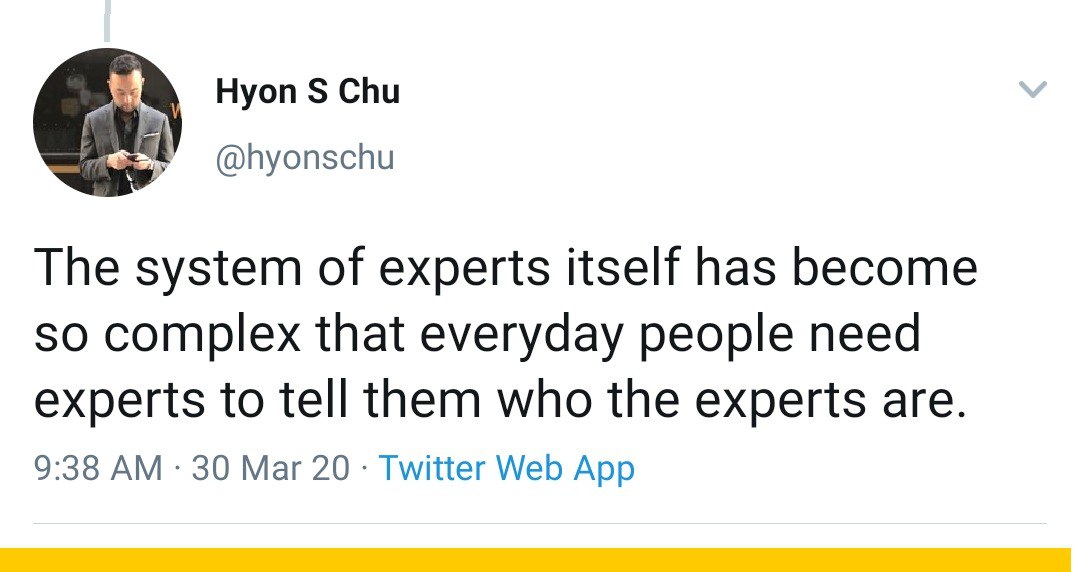 Hyon S Chu
@hyonschu
The system of experts itself has become
so complex that everyday people need
experts to tell them who the experts are.
9:38 AM · 30 Mar 20 · Twitter Web App